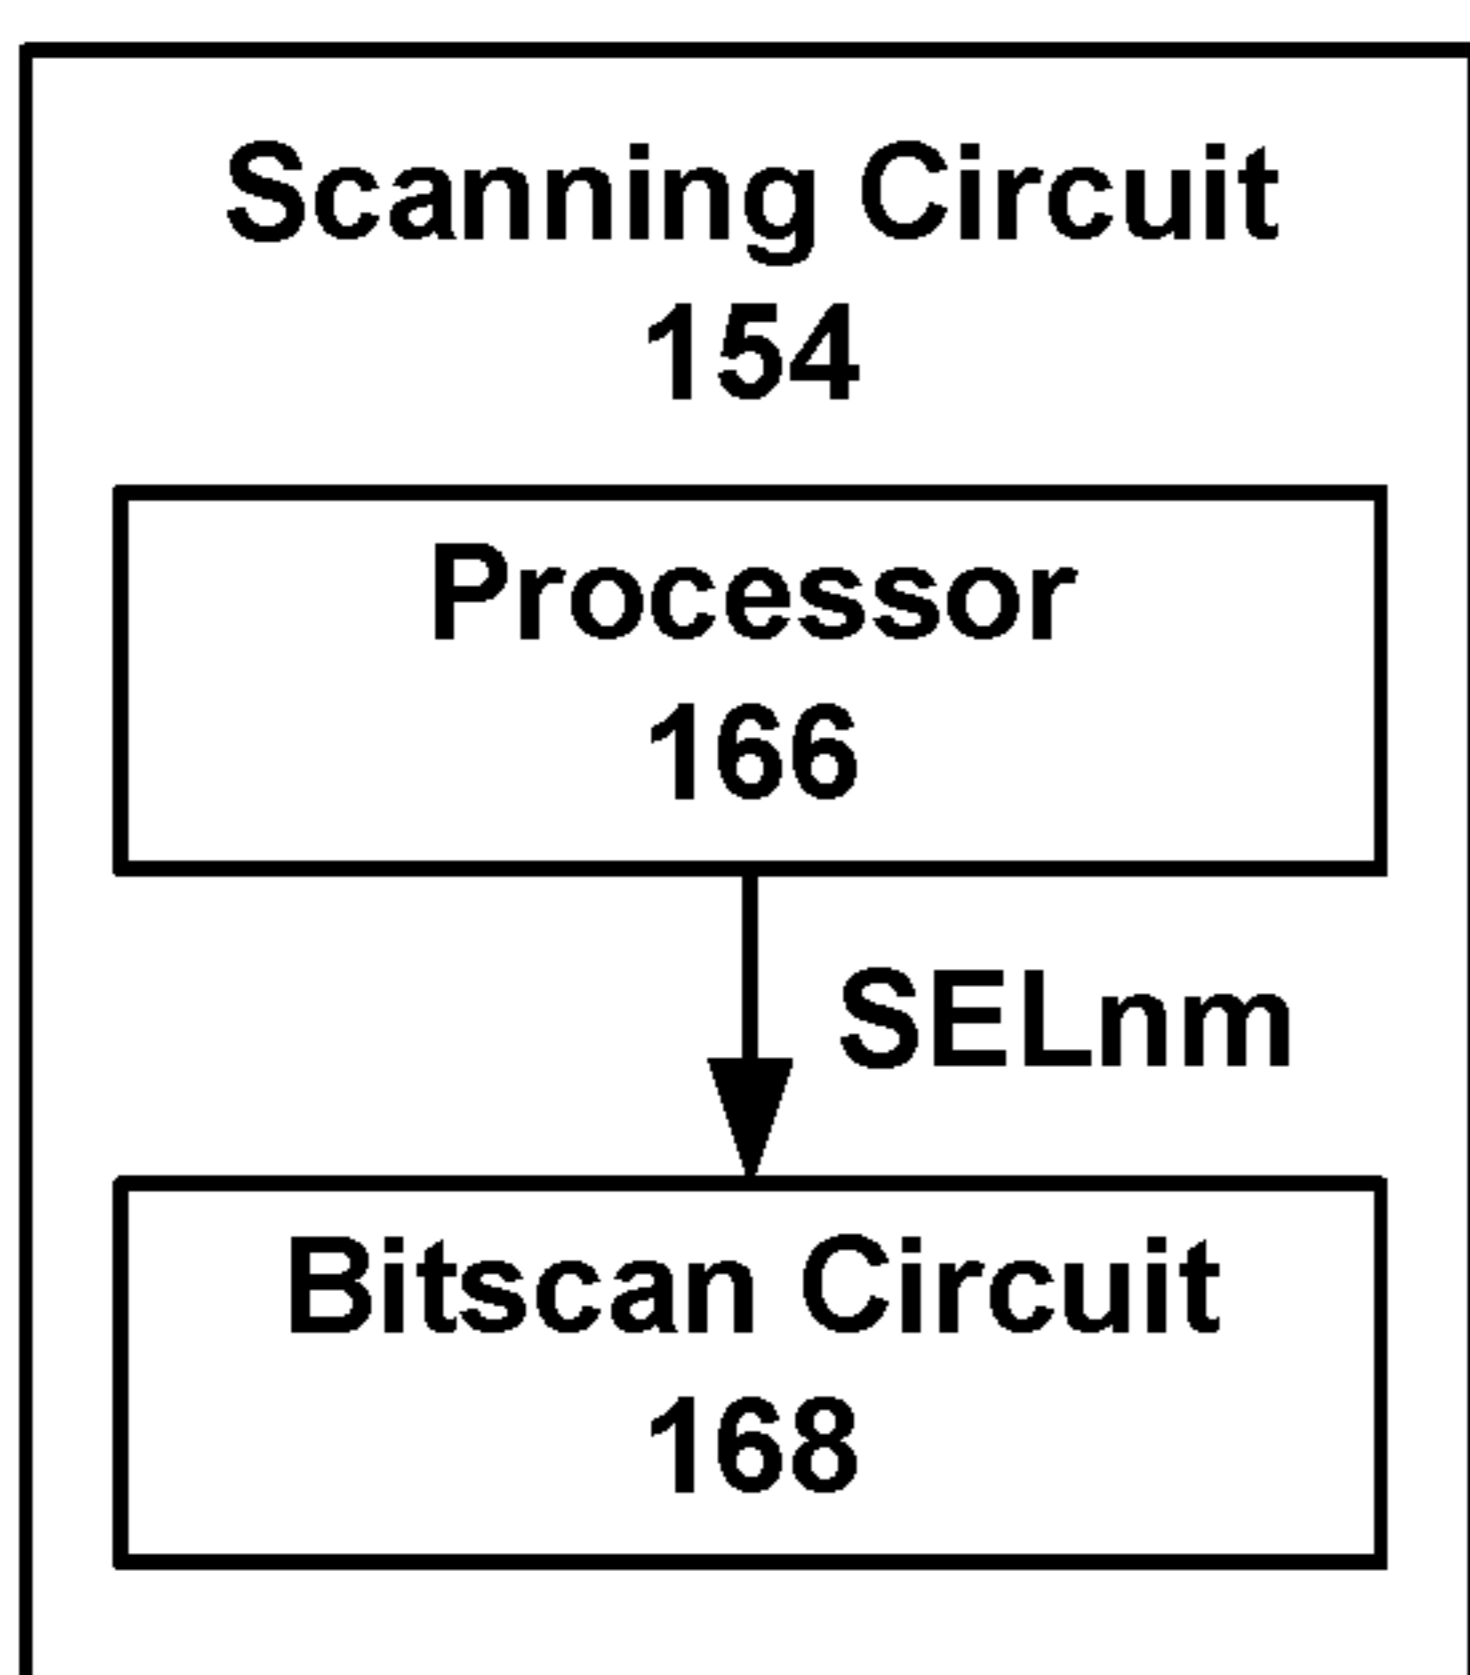 Scanning Circuit
154
Processor
166
SELnm
Bitscan Circuit
168